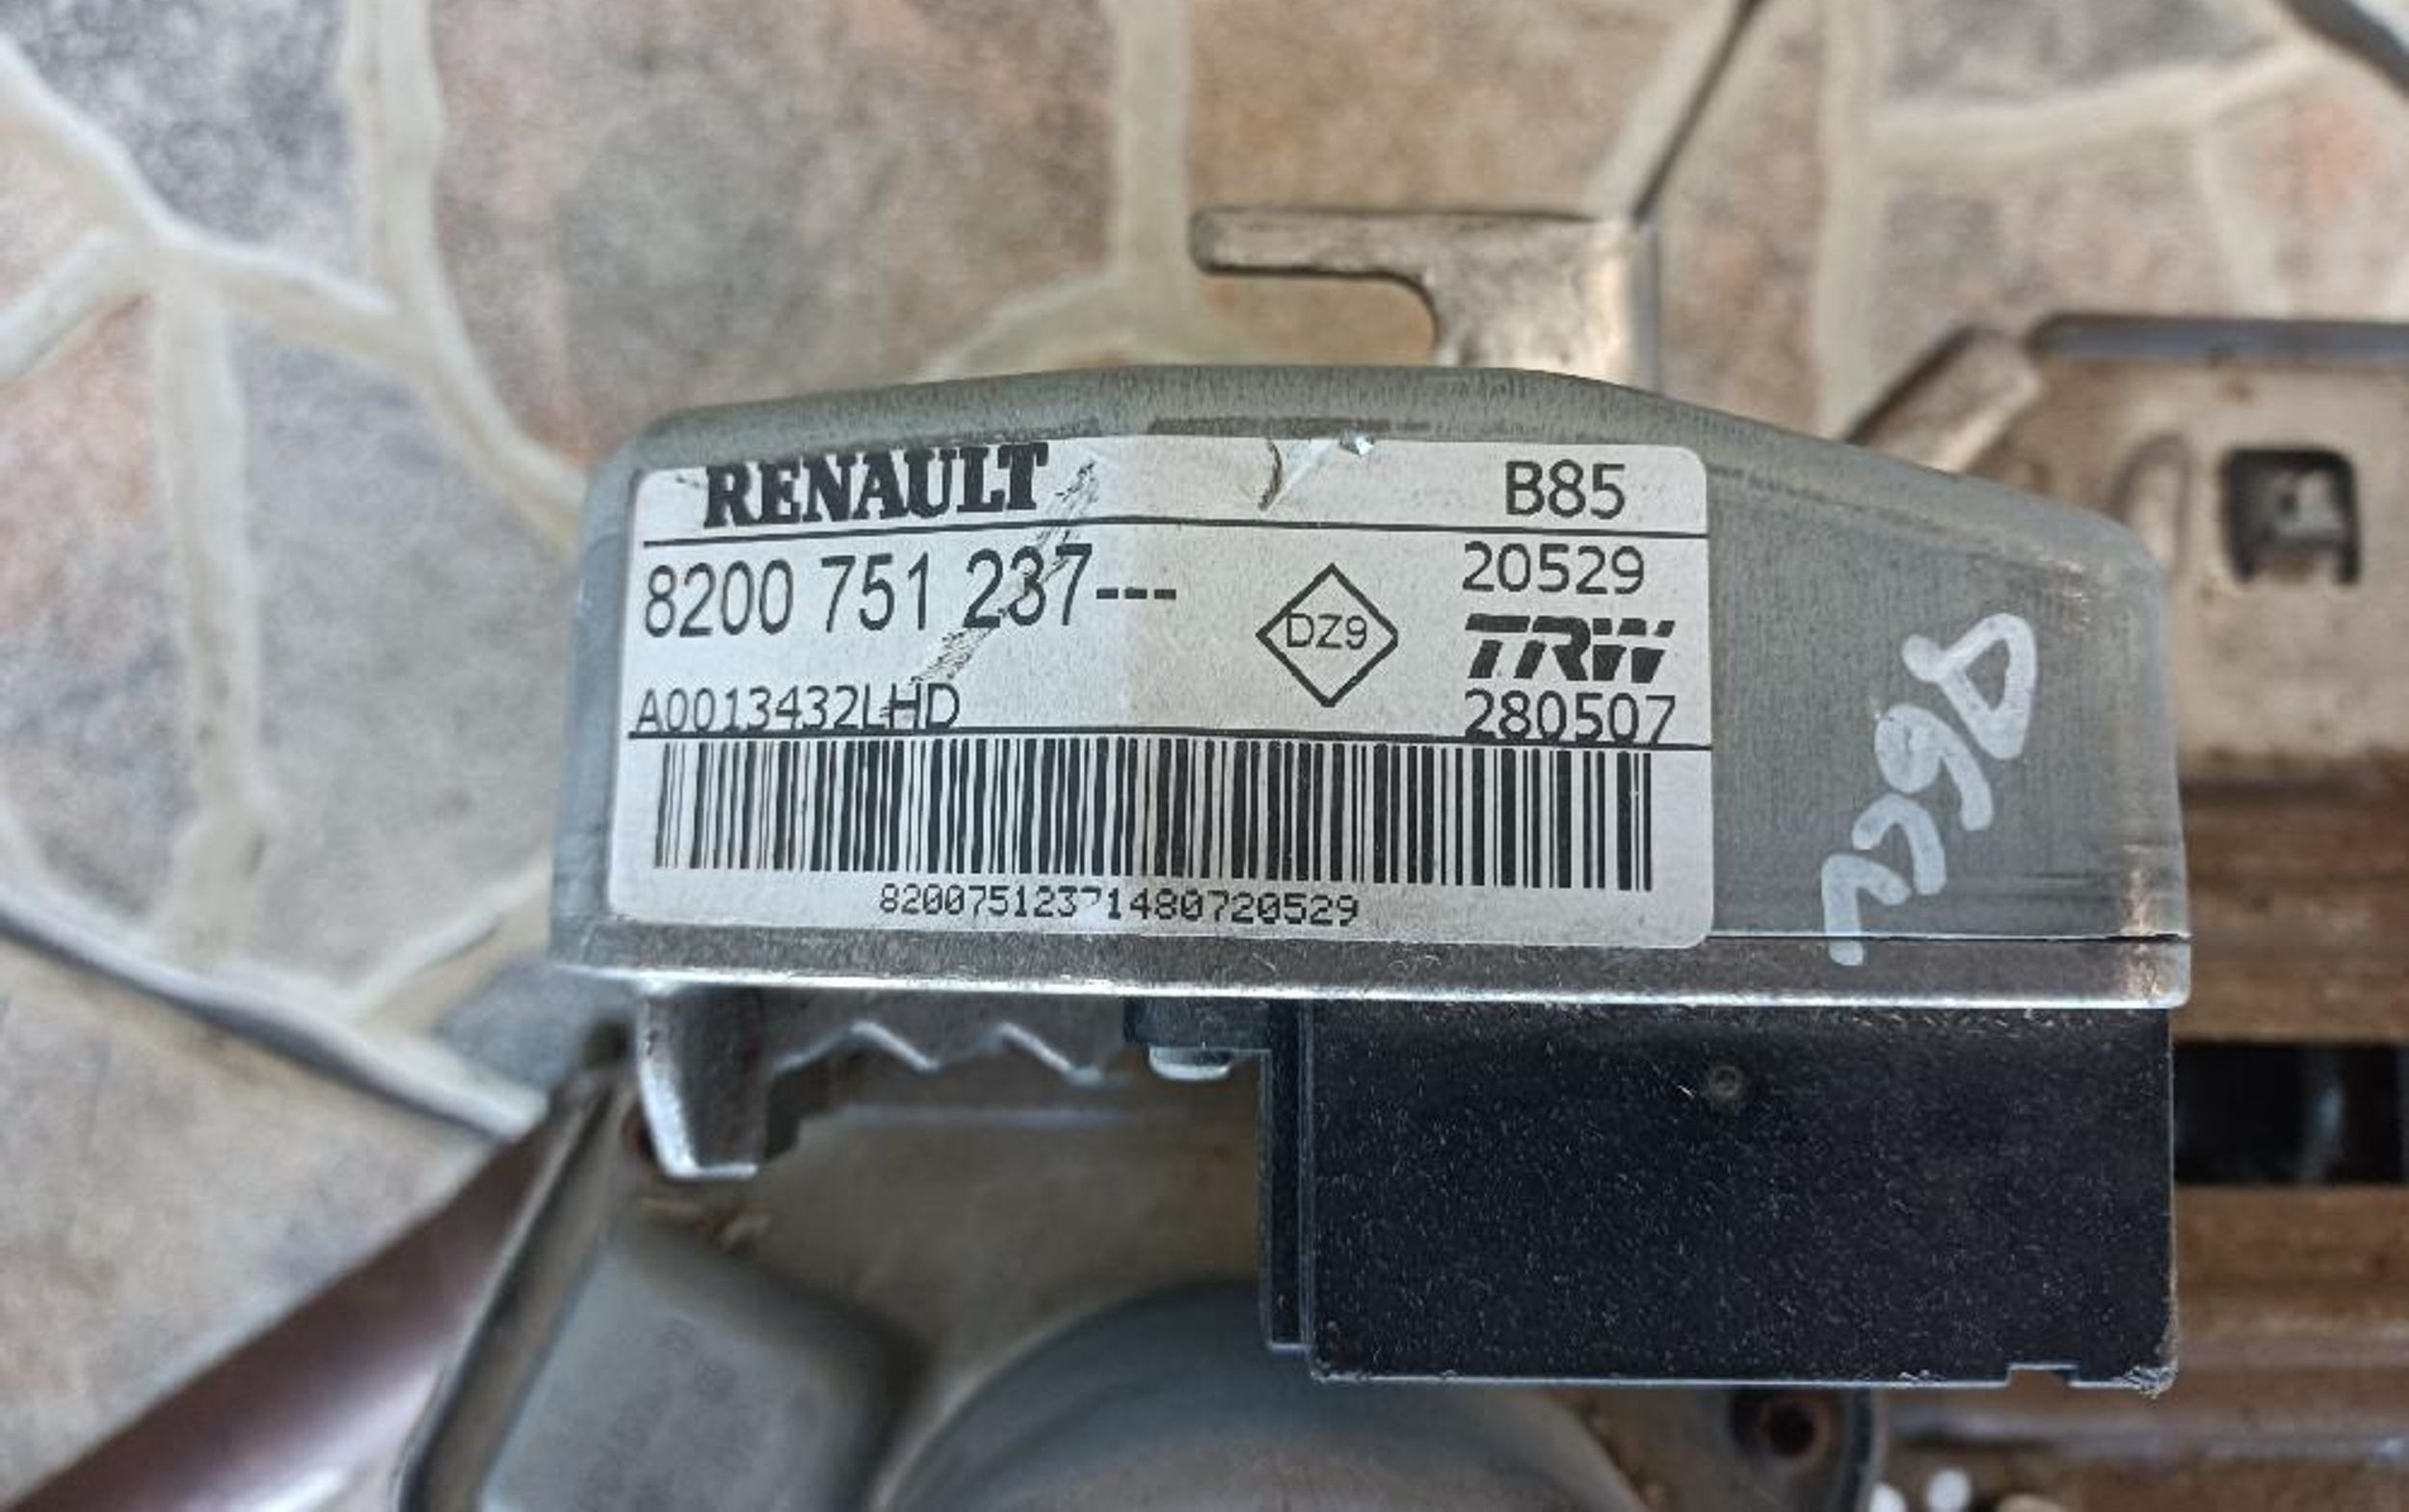 RENAULT B85
8200 751 237---
DZ9
20529
TRW
A0013432LHD
280507
82007512371480720529